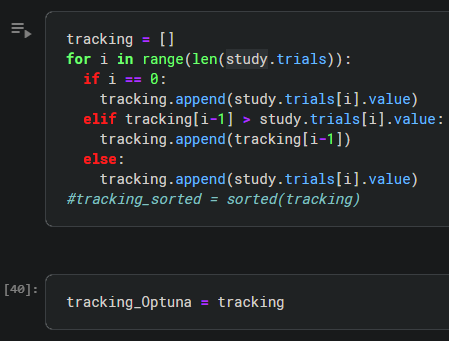 tracking = []
for i in range(len(study.trials)):
  if i == 0:
    tracking.append(study.trials[i].value)
  elif tracking[i-1] > study.trials[i].value:
    tracking.append(tracking[i-1])
  else:
    tracking.append(study.trials[i].value)
#tracking_sorted = sorted(tracking)
[40]:
tracking_Optuna = tracking